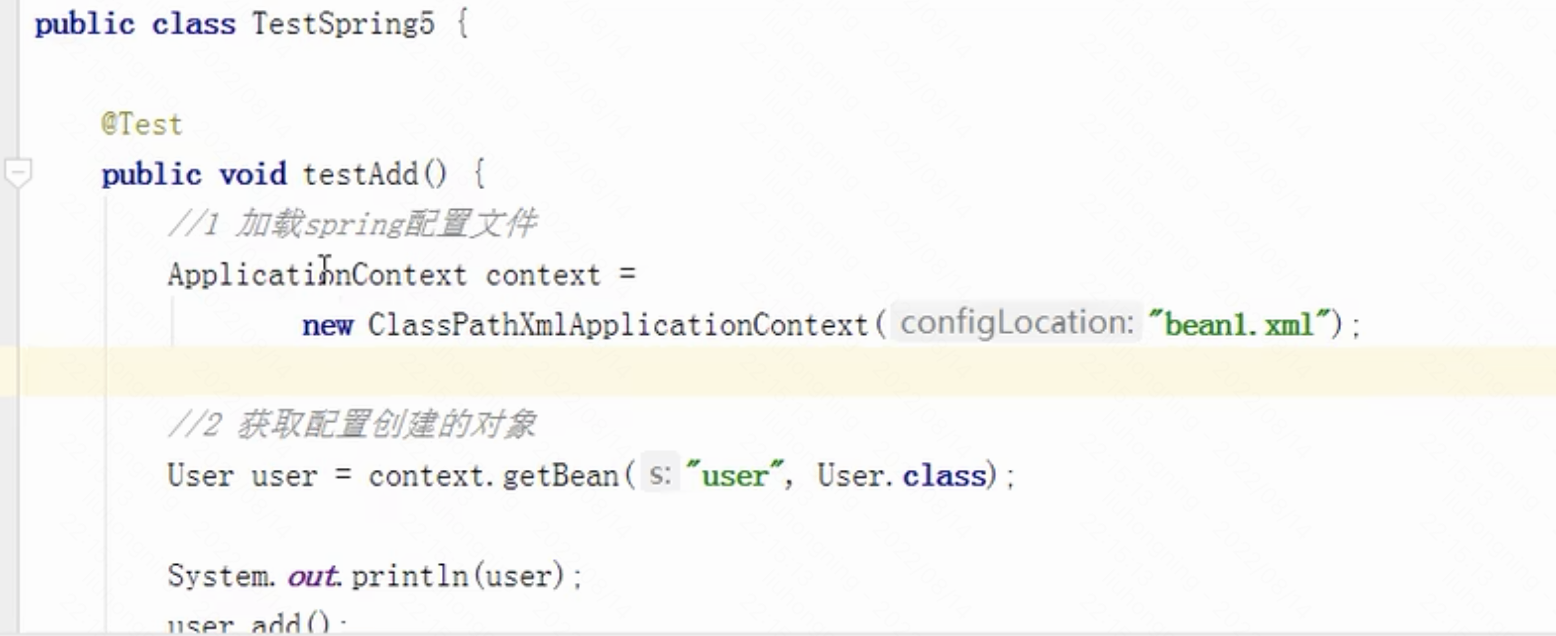 public class TestSpring5 {
@Test
public void testAdd() {
//1 加载spring配置文件
ApplicationContext context =
new ClassPathXmlApplicationContext( configLocation: "bean1.xml");
//2 获取配置创建的对象
User user = context.getBean( s: "user", User.class);
System.out.println(user);
user.add();